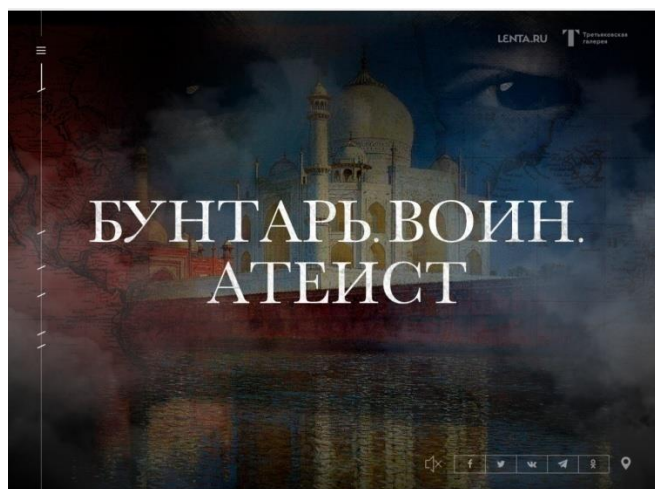 LENTA.RU
Третьяковская
галерея
БУНТАРЬ. ВОИН.
АТЕИСТ